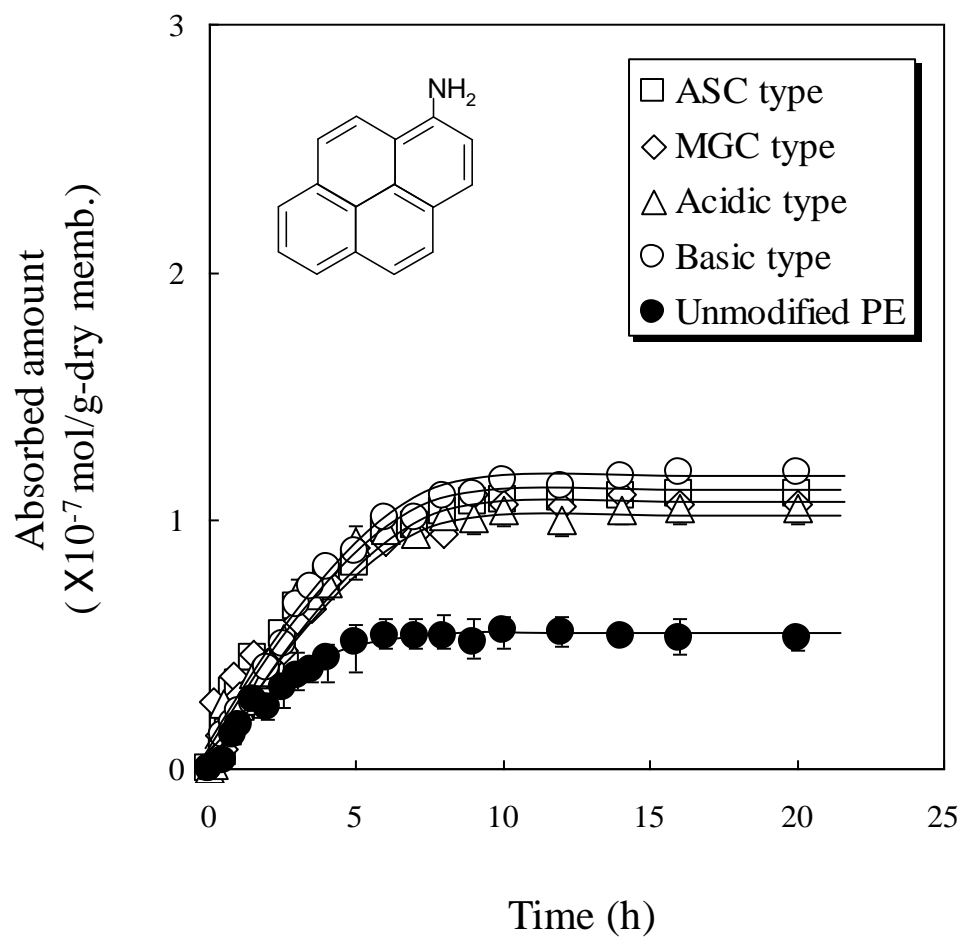 3
2
1
0
0
5
10
15
20
25
Absorbed amount
( X10-7 mol/g-dry memb.)
Time (h)
NH2
ASC type
MGC type
Acidic type
Basic type
Unmodified PE